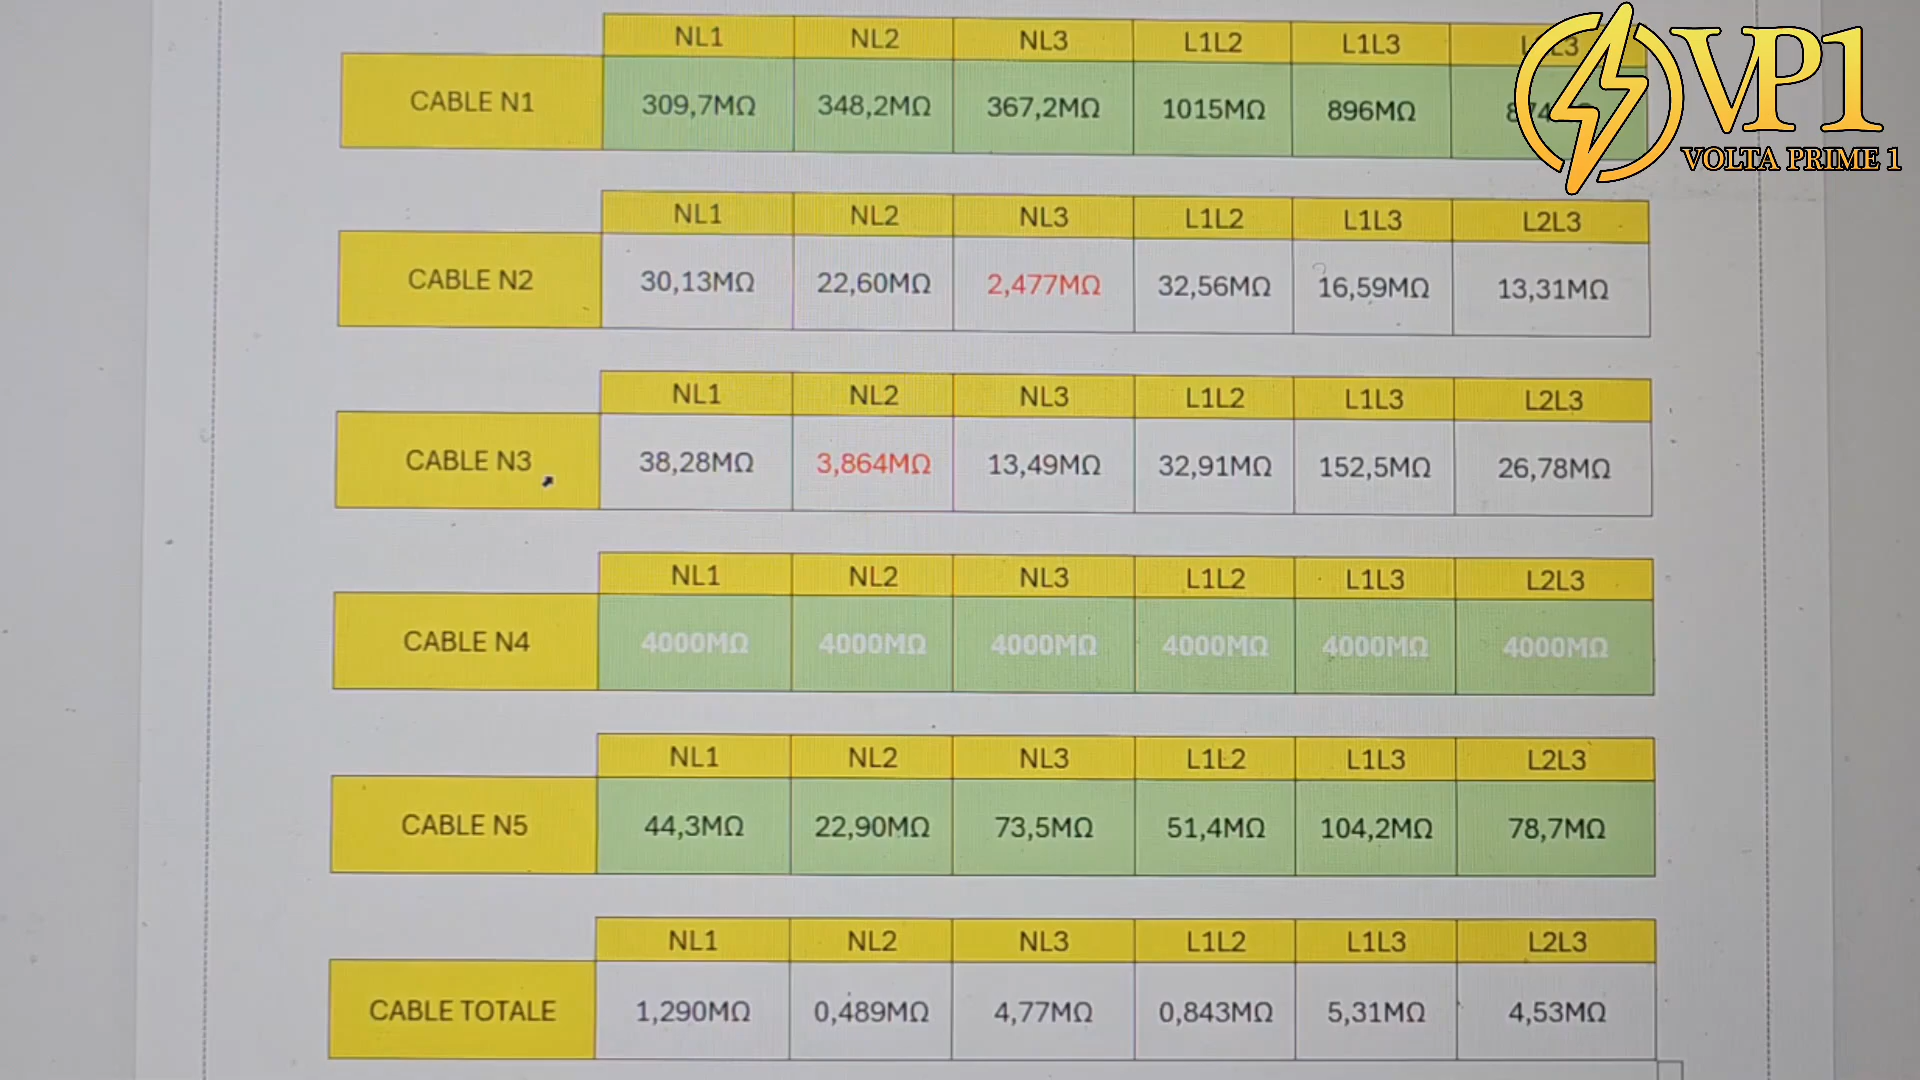 NL1 NL2 NL3 L1L2 L1L3
CABLE N1 309,7MΩ 348,2MΩ 367,2MΩ 1015MΩ 896MΩ
VP1
VOLTA PRIME 1
NL1 NL2 NL3 L1L2 L1L3 L2L3
CABLE N2 30,13MΩ 22,60MΩ 2,477MΩ 32,56MΩ 16,59MΩ 13,31MΩ
NL1 NL2 NL3 L1L2 L1L3 L2L3
CABLE N3 38,28MΩ 3,864MΩ 13,49MΩ 32,91MΩ 152,5MΩ 26,78MΩ
NL1 NL2 NL3 L1L2 L1L3 L2L3
CABLE N4 4000MΩ 4000MΩ 4000MΩ 4000MΩ 4000MΩ 4000MΩ
NL1 NL2 NL3 L1L2 L1L3 L2L3
CABLE N5 44,3MΩ 22,90MΩ 73,5MΩ 51,4MΩ 104,2MΩ 78,7MΩ
NL1 NL2 NL3 L1L2 L1L3 L2L3
CABLE TOTALE 1,290MΩ 0,489MΩ 4,77MΩ 0,843MΩ 5,31MΩ 4,53MΩ